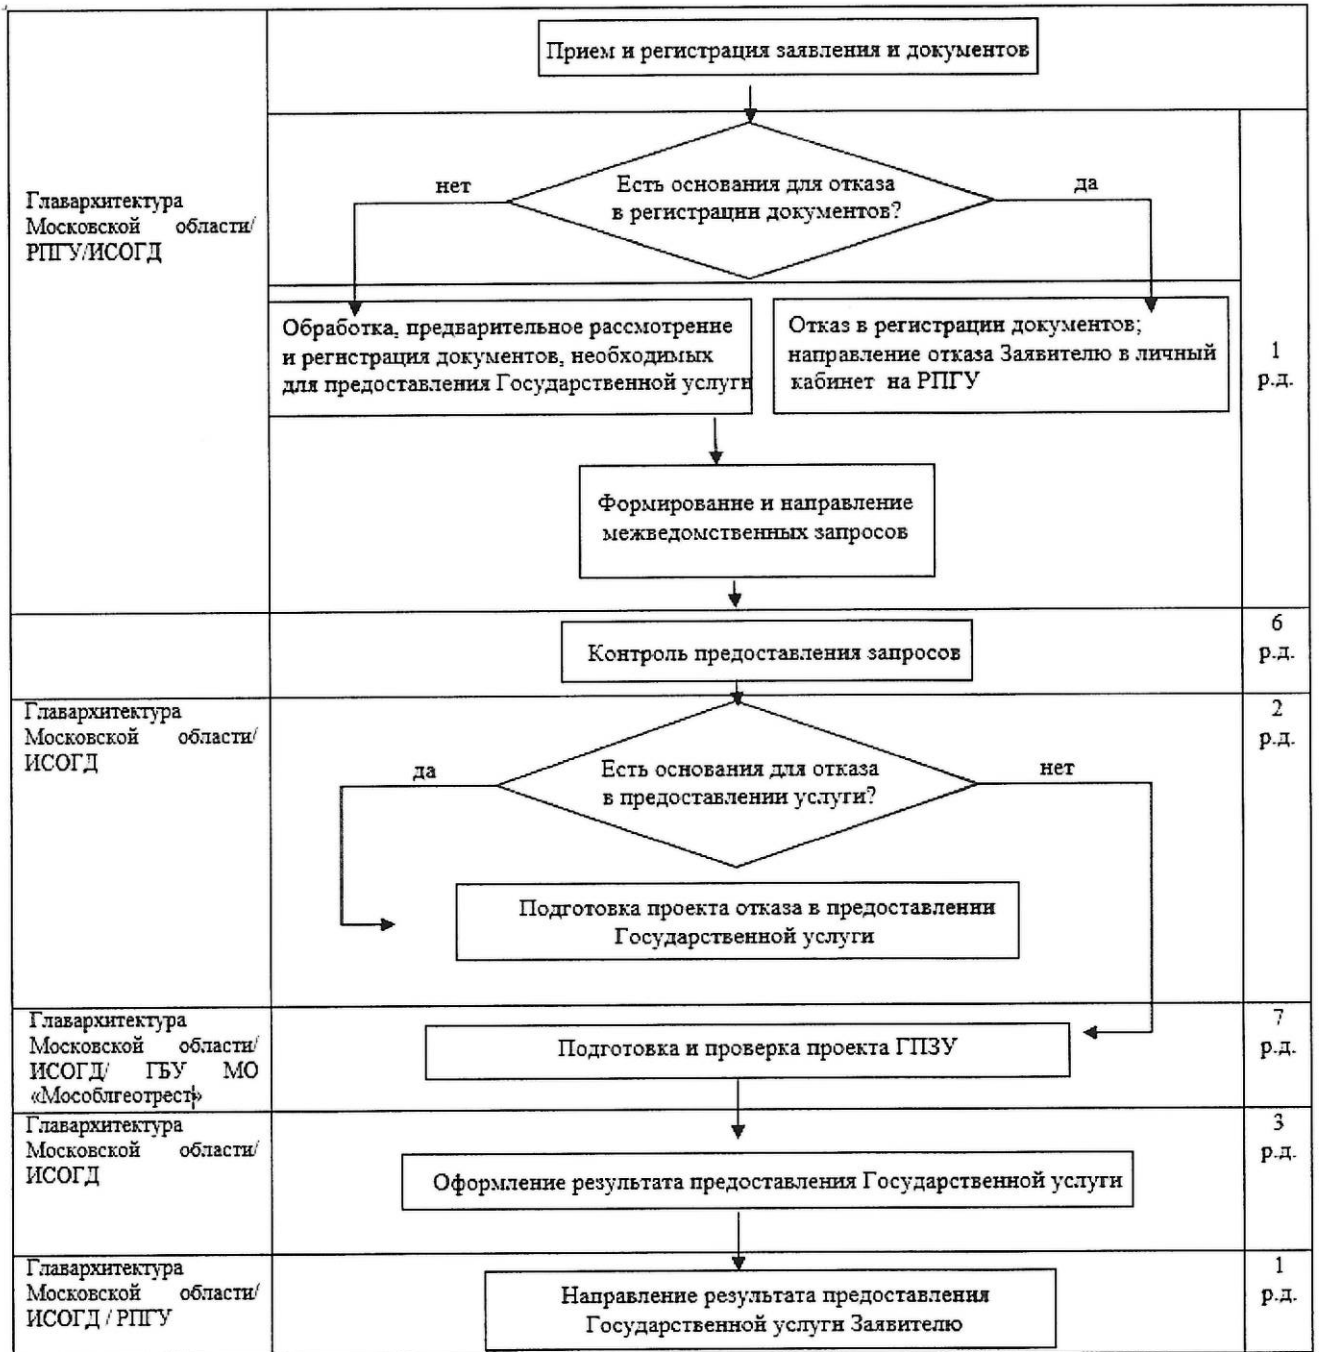 Прием и регистрация заявления и документов
Главархитектура
Московской области/
РПГУ/ИСОГД
нет
Есть основания для отказа
в регистрации документов?
да
Обработка, предварительное рассмотрение
и регистрация документов, необходимых
для предоставления Государственной услуги
Отказ в регистрации документов;
направление отказа Заявителю в личный
кабинет на РПГУ
1
р.д.
Формирование и направление
межведомственных запросов
Контроль предоставления запросов
6
р.д.
Главархитектура
Московской области/
ИСОГД
да
Есть основания для отказа
в предоставлении услуги?
нет
2
р.д.
Подготовка проекта отказа в предоставлении
Государственной услуги
Главархитектура
Московской области/
ИСОГД/ ГБУ МО
«Мособлгеотрест»
Подготовка и проверка проекта ГПЗУ
7
р.д.
Главархитектура
Московской области/
ИСОГД
Оформление результата предоставления Государственной услуги
3
р.д.
Главархитектура
Московской области/
ИСОГД / РПГУ
Направление результата предоставления
Государственной услуги Заявителю
1
р.д.